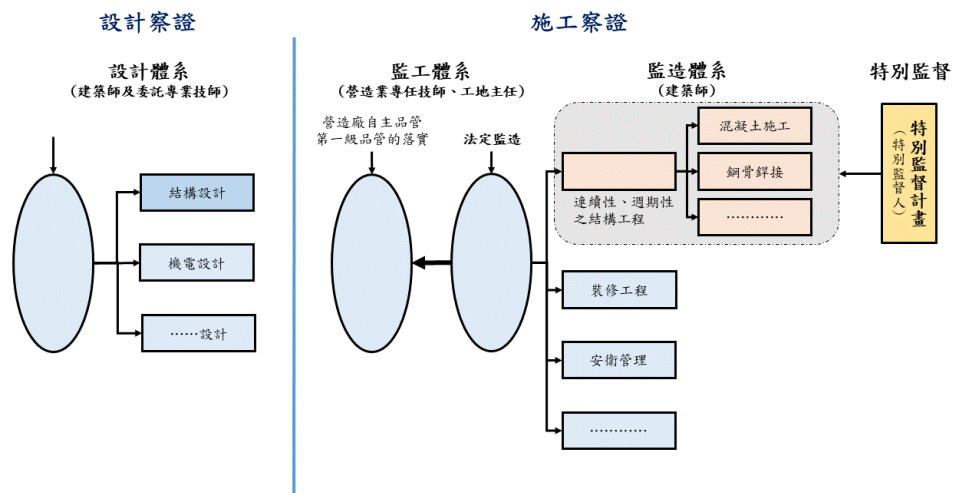 設計察證
施工察證
設計體系
(建築師及委託專業技師)
監工體系
(營造業專任技師、工地主任)
監造體系
(建築師)
特別監督
營造廠自主品管
第一級品管的落實
法定監造
結構設計
機電設計
……設計
混凝土施工
鋼骨銲接
…………
連續性、週期性
之結構工程
裝修工程
安衛管理
…………
特別監督計畫
(特別監督人)